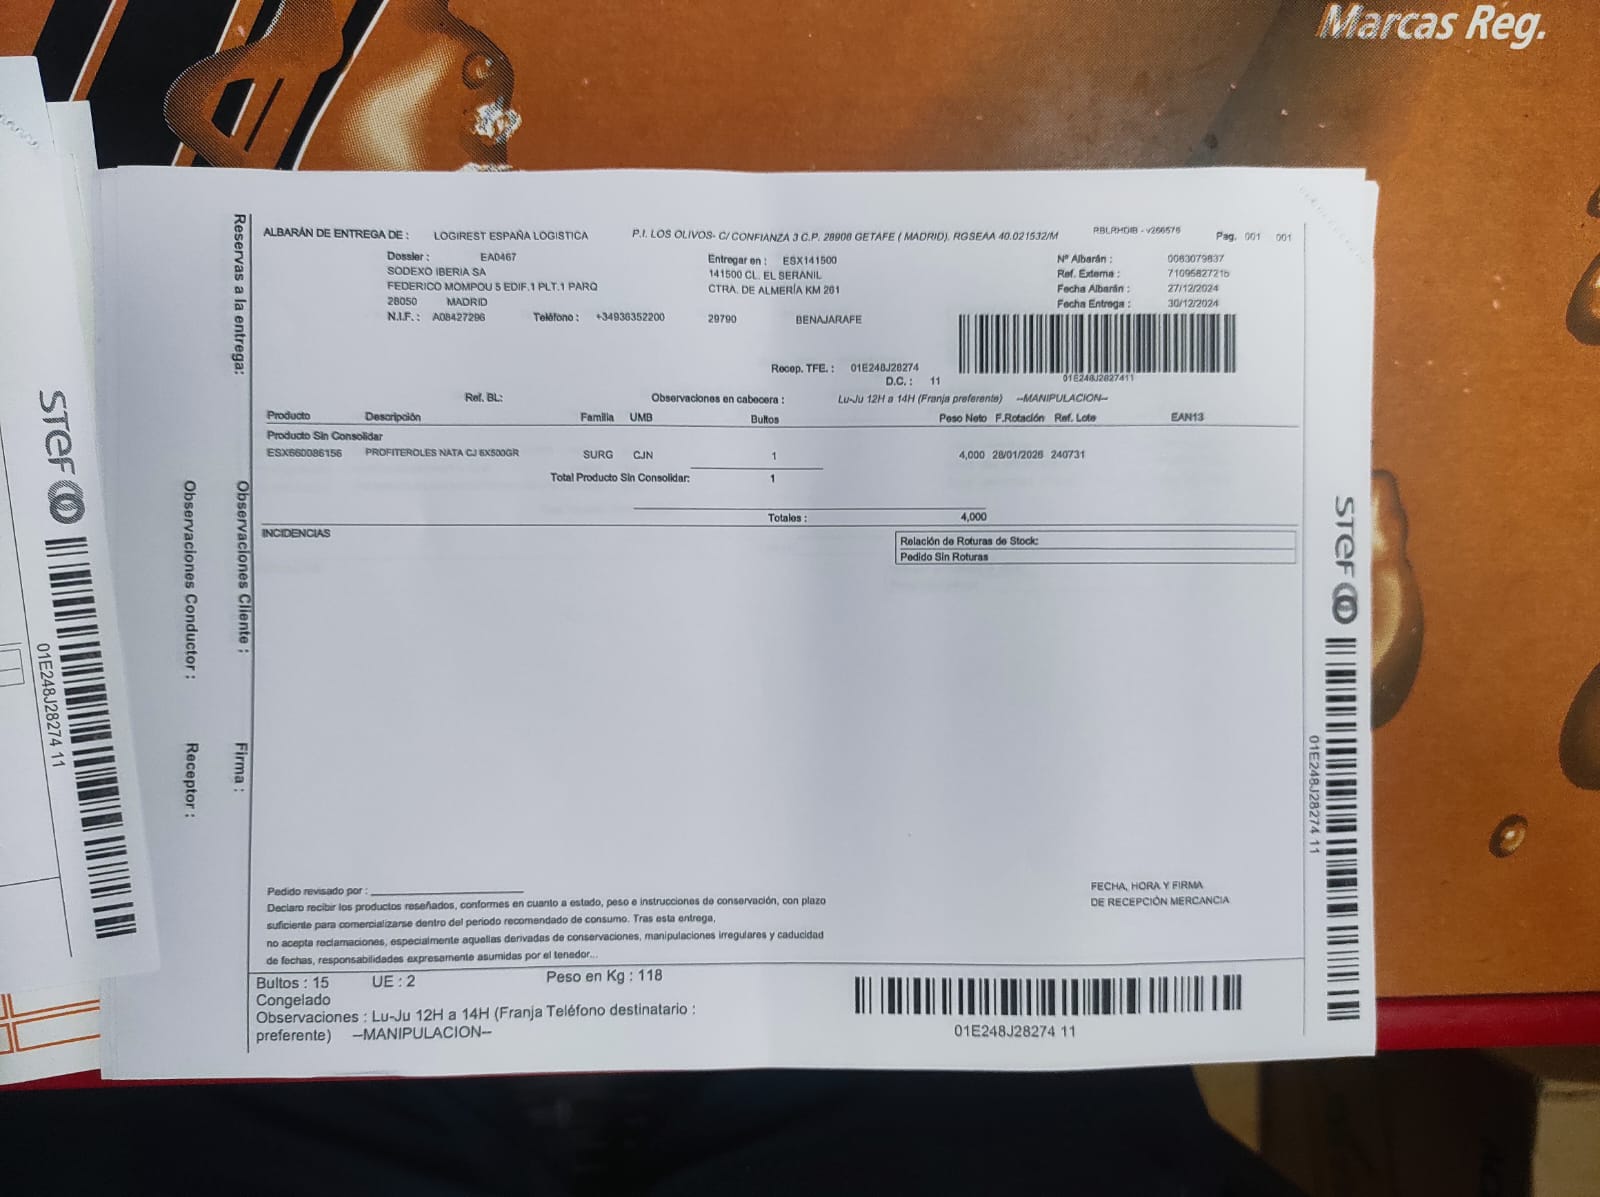 Marcas Reg.
ALBARÁN DE ENTREGA DE : LOGIREST ESPAÑA LOGISTICA P.I. LOS OLIVOS- C/ CONFIANZA 3 C.P. 28906 GETAFE ( MADRID). RGSEAA 40.021532/M RBLRHDIB - v266576 Pag. 001 001
Dossier : EA0467 Entregar en : ESX141500 Nº Albarán : 0083079837
SODEXO IBERIA SA 141500 CL. EL SERANIL Ref. Externa :
FEDERICO MOMPOU 5 EDIF.1 PLT.1 PARQ CTRA. DE ALMERÍA KM 261 Fecha Albarán : 27/12/2024
28050 MADRID Fecha Entrega : 30/12/2024
N.I.F. : A08427296 Teléfono : +34936352200 29790 BENAJARAFE
Recep. TFE. : 01E248J28274
D.C. : 11
01E248J2827411
Ref. BL: Observaciones en cabecera : Lu-Ju 12H a 14H (Franja preferente) --MANIPULACION--
Producto Descripción Familia UMB Bultos Peso Neto F.Rotación Ref. Lote EAN13
Producto Sin Consolidar
ESX660086156 PROFITEROLES NATA CJ 6X500GR SURG CJN 1 4,000 28/01/2026 240731
Total Producto Sin Consolidar: 1
Totales : 4,000
INCIDENCIAS
Relación de Roturas de Stock:
Pedido Sin Roturas
Pedido revisado por :
Declaro recibir los productos reseñados, conformes en cuanto a estado, peso e instrucciones de conservación, con plazo
suficiente para comercializarse dentro del periodo recomendado de consumo. Tras esta entrega,
no acepta reclamaciones, especialmente aquellas derivadas de conservaciones, manipulaciones irregulares y caducidad
de fechas, responsabilidades expresamente asumidas por el tenedor...
FECHA, HORA Y FIRMA
DE RECEPCIÓN MERCANCIA
Bultos : 15 UE : 2 Peso en Kg : 118
Congelado
Observaciones : Lu-Ju 12H a 14H (Franja Teléfono destinatario :
preferente) --MANIPULACION--
01E248J28274 11
Reservas a la entrega:
Observaciones Cliente :
Firma :
Observaciones Conductor :
Receptor :
STEF
01E248J28274 11
STEF
01E248J28274 11